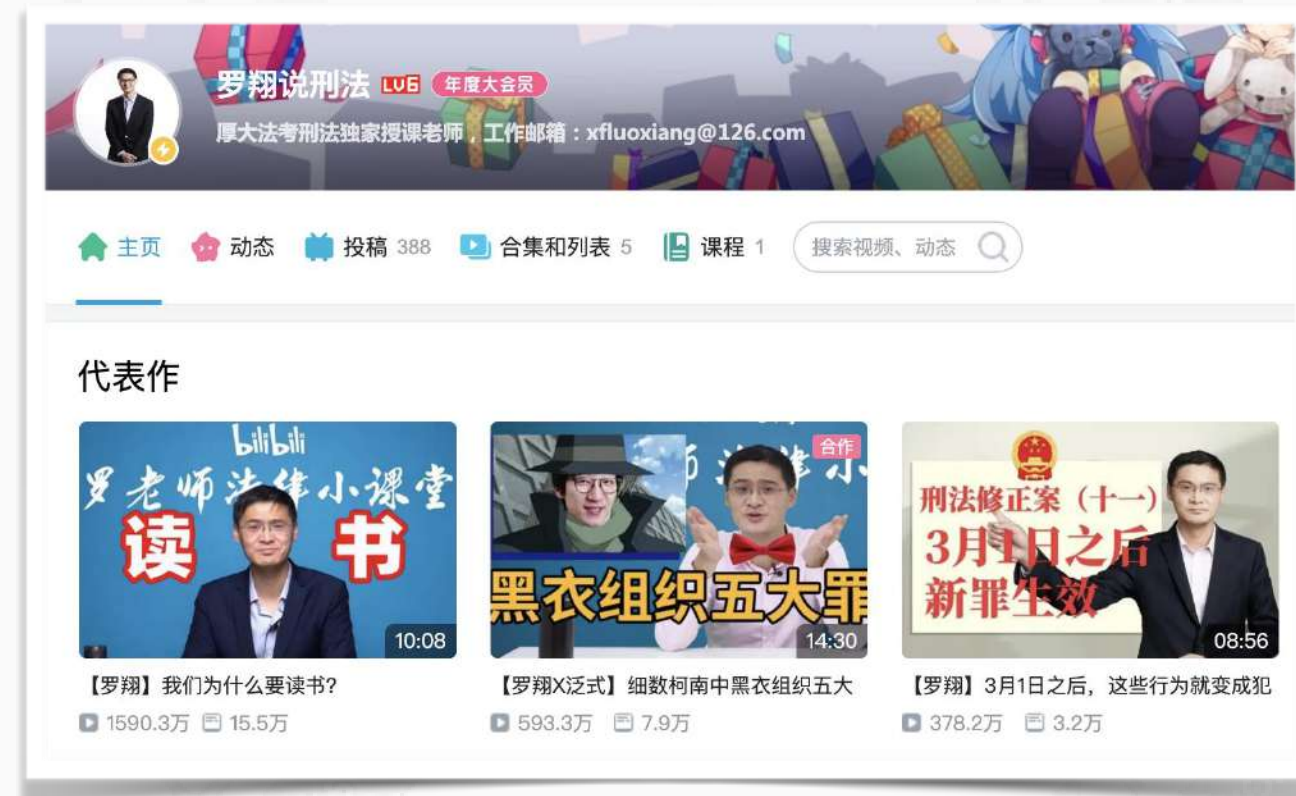 罗翔说刑法 LV6 年度大会员
厚大法考刑法独家授课老师，工作邮箱：xfluoxiang@126.com
主页 动态 投稿 388 合集和列表 5 课程 1 搜索视频、动态
代表作
bilibili
罗老师法律小课堂
读书
10:08
合作
黑衣组织五大罪
14:30
刑法修正案（十一）
3月1日之后
新罪生效
08:56
【罗翔】我们为什么要读书?
1590.3万 15.5万
【罗翔X泛式】细数柯南中黑衣组织五大
593.3万 7.9万
【罗翔】3月1日之后，这些行为就变成犯
378.2万 3.2万